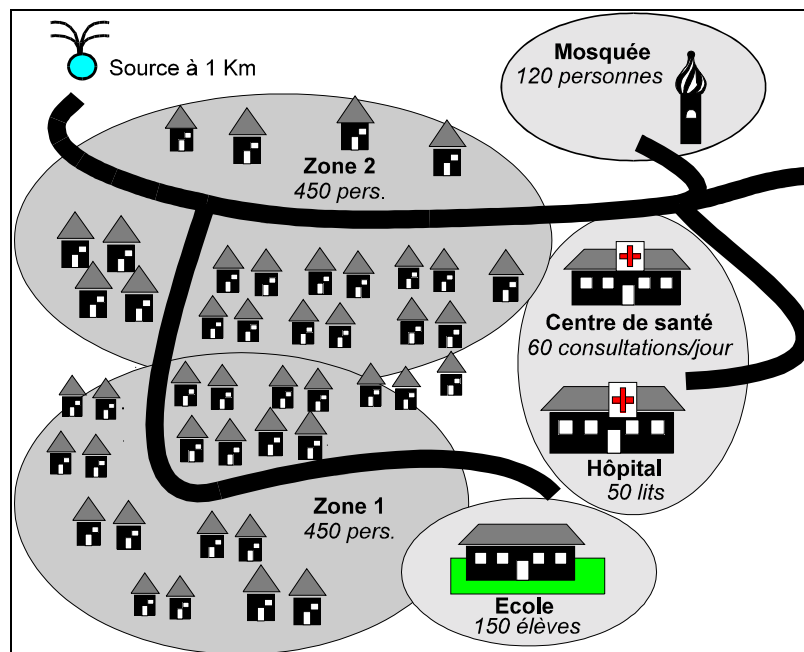 Source à 1 Km
Mosquée
120 personnes
Zone 2
450 pers.
Centre de santé
60 consultations/jour
Hôpital
50 lits
Zone 1
450 pers.
Ecole
150 élèves